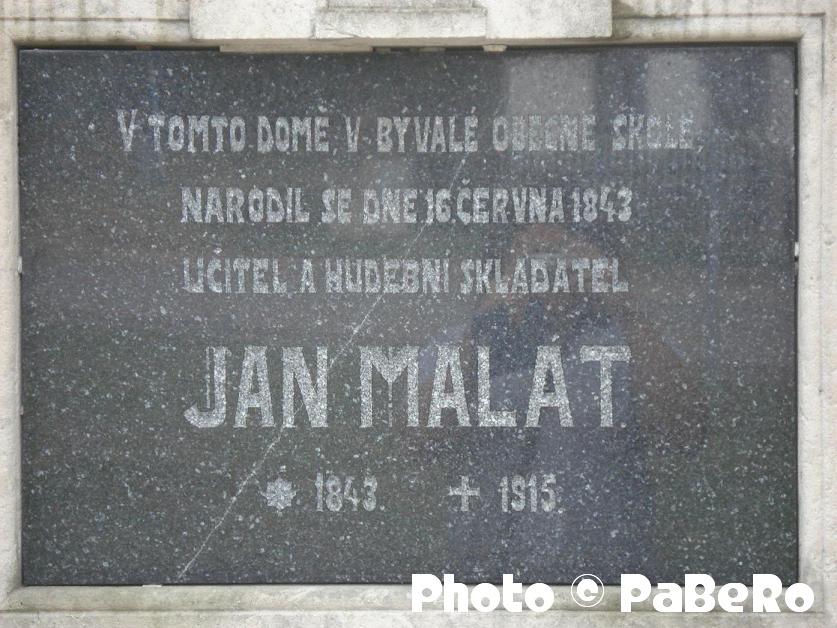 V TOMTO DOMĚ, V BÝVALÉ OBECNÉ ŠKOLE,
NARODIL SE DNE 16. ČERVNA 1843
UČITEL A HUDEBNÍ SKLADATEL
JAN MALÁT.
* 1843. + 1915.
Photo © PaBeRo